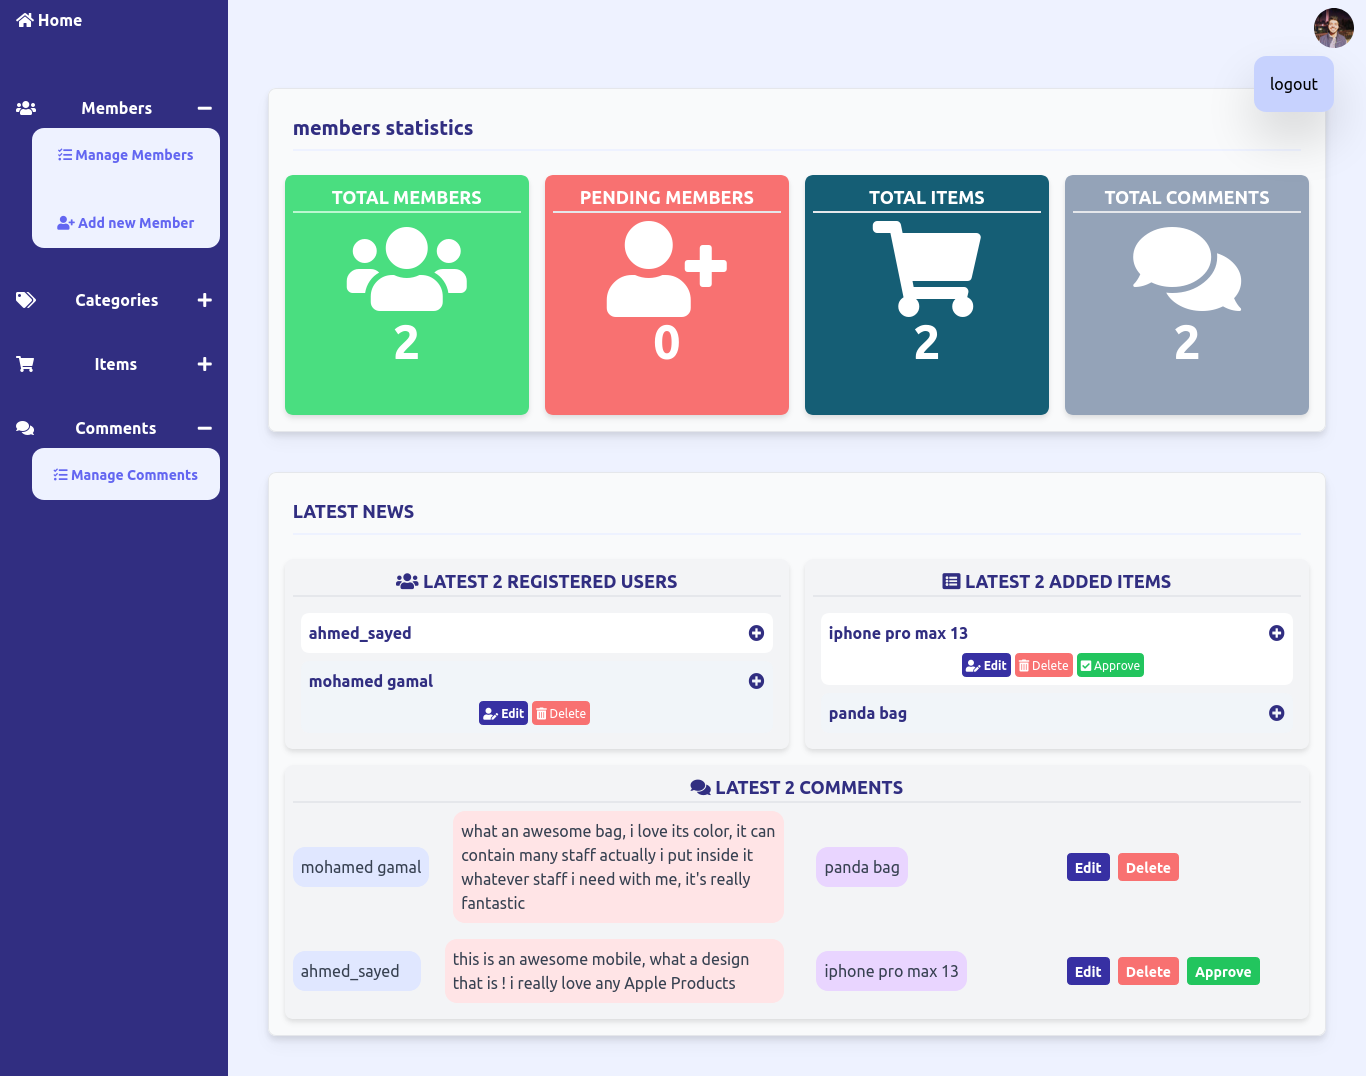 Home
Members
Manage Members
Add new Member
Categories
Items
Comments
Manage Comments
logout
members statistics
TOTAL MEMBERS
2
PENDING MEMBERS
0
TOTAL ITEMS
2
TOTAL COMMENTS
2
LATEST NEWS
LATEST 2 REGISTERED USERS
ahmed_sayed
mohamed gamal
Edit Delete
LATEST 2 ADDED ITEMS
iphone pro max 13
Edit Delete Approve
panda bag
LATEST 2 COMMENTS
mohamed gamal
what an awesome bag, i love its color, it can
contain many staff actually i put inside it
whatever staff i need with me, it's really
fantastic
panda bag
Edit Delete
ahmed_sayed
this is an awesome mobile, what a design
that is ! i really love any Apple Products
iphone pro max 13
Edit Delete Approve